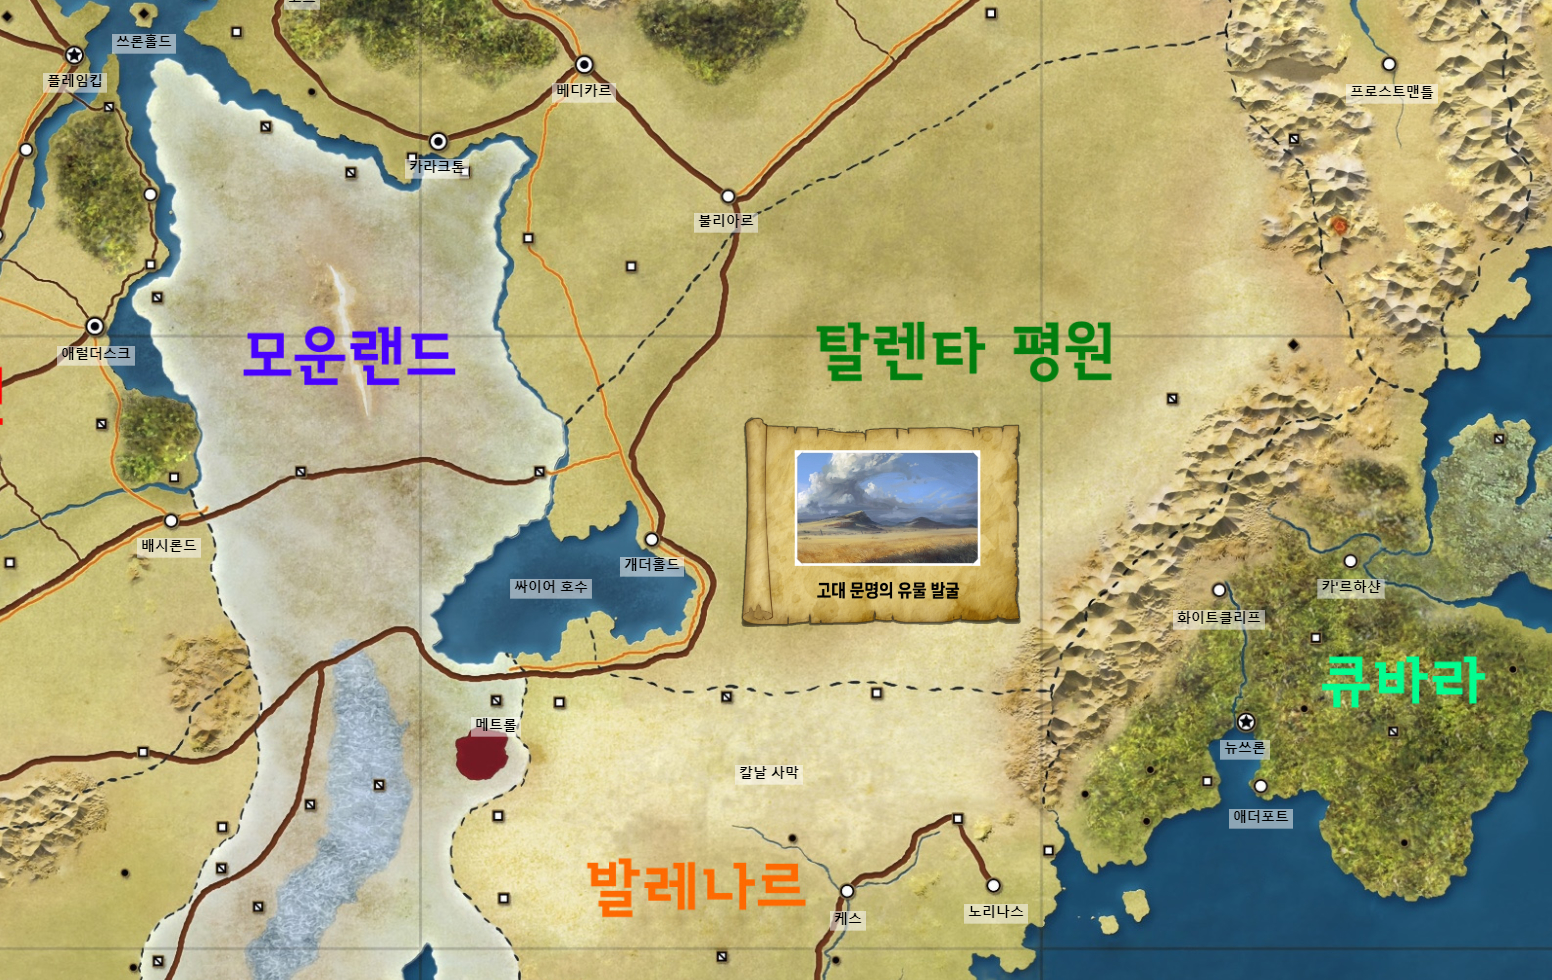 쓰론홀드
플레임킵
베디카르
프로스트맨틀
카라크튼
불리아르
애럴더스크
모운랜드
탈렌타 평원
배시론드
개더홀드
싸이어 호수
고대 문명의 유물 발굴
카'르하샨
화이트클리프
큐바라
메트롤
뉴쓰론
칼날 사막
애더포트
발레나르
케스
노리나스